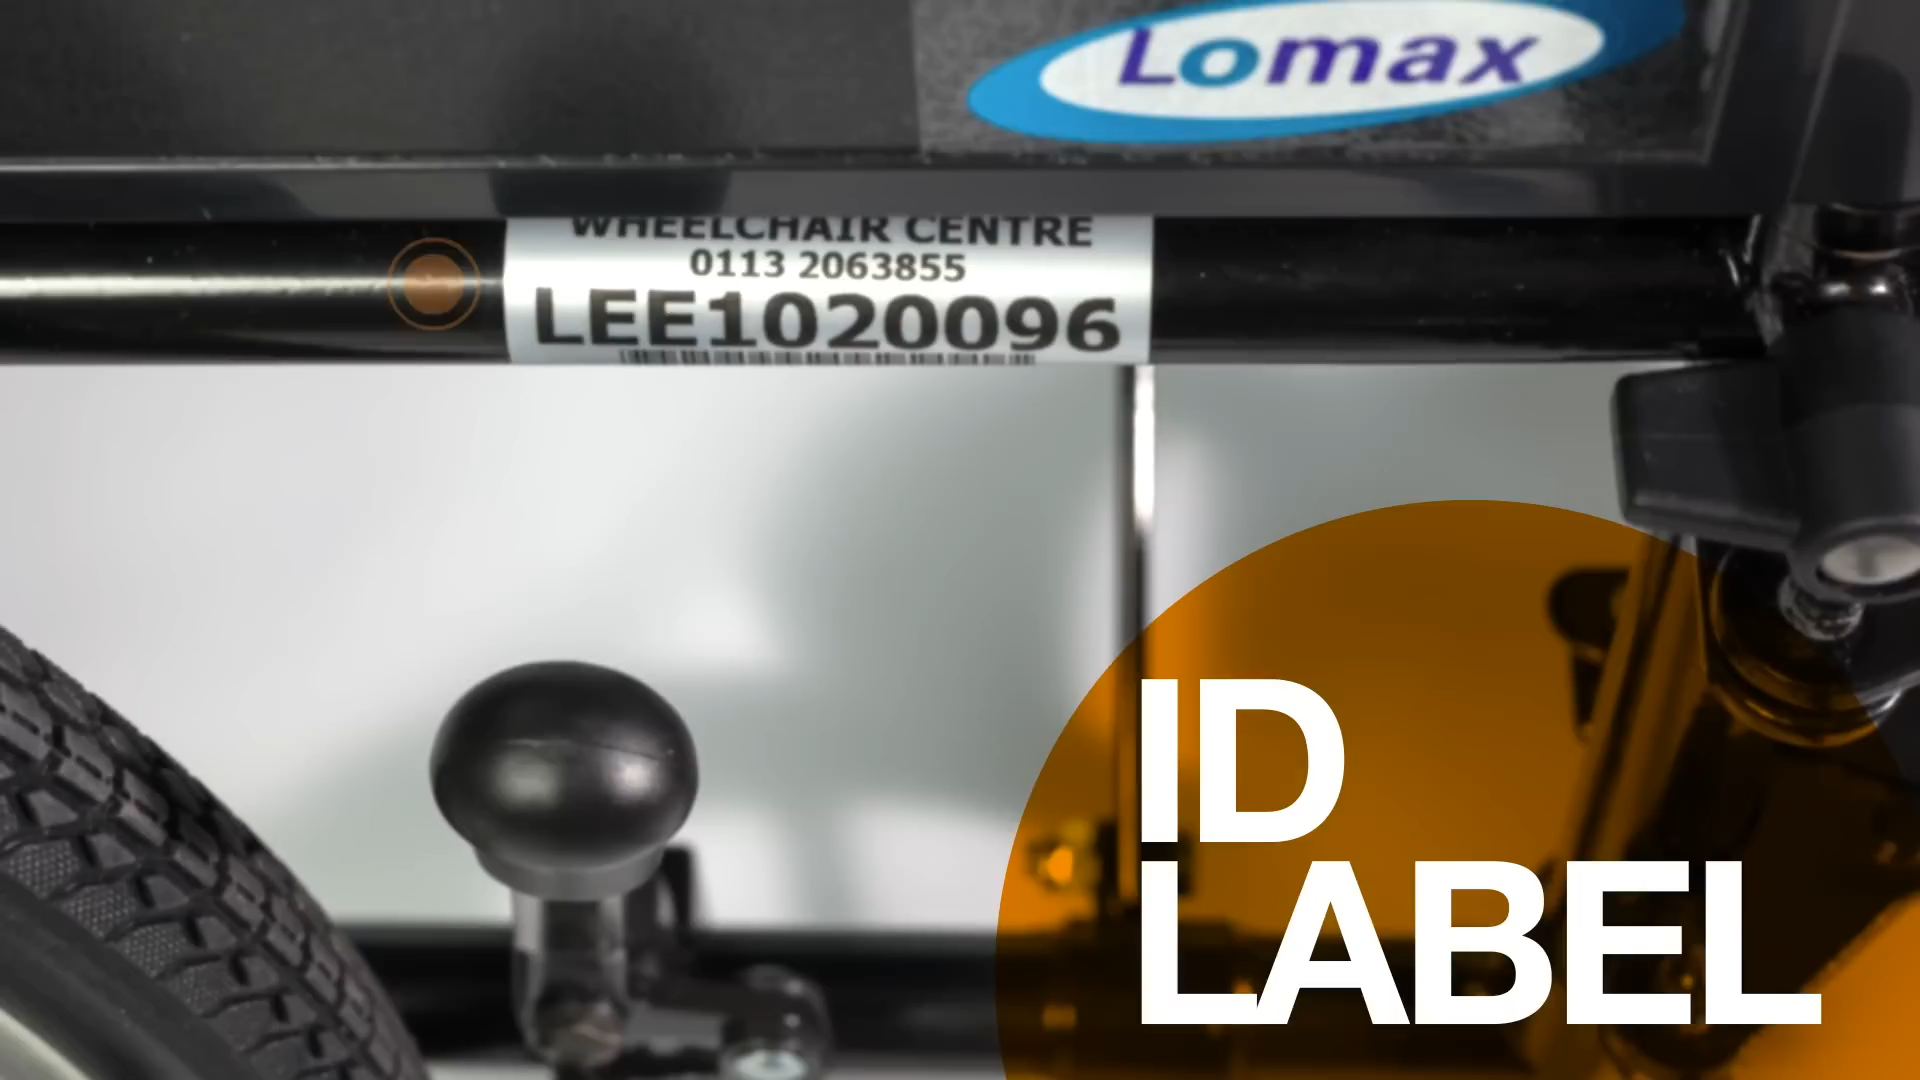 Lomax
WHEELCHAIR CENTRE
0113 2063855
LEE1020096
ID
LABEL